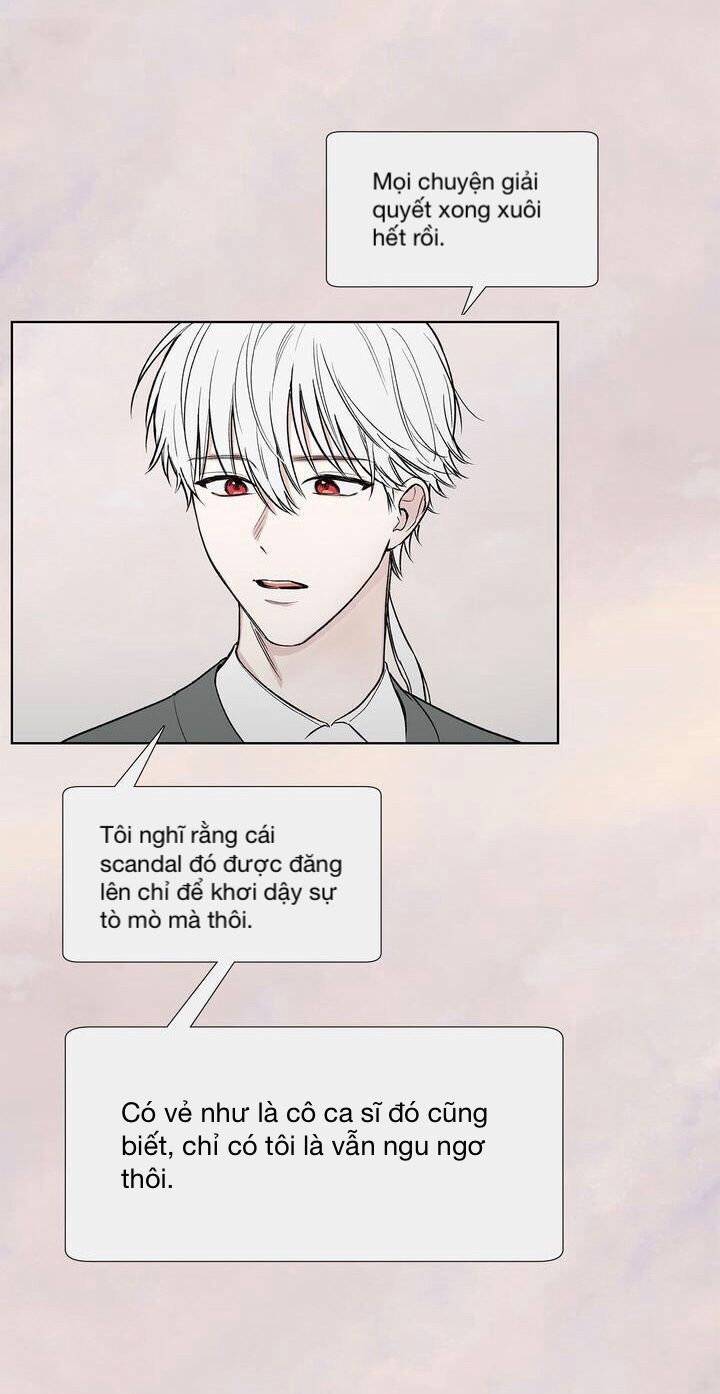 Mọi chuyện giải
quyết xong xuôi
hết rồi.
Tôi nghĩ rằng cái
scandal đó được đăng
lên chỉ để khơi dậy sự
tò mò mà thôi.
Có vẻ như là cô ca sĩ đó cũng
biết, chỉ có tôi là vẫn ngu ngơ
thôi.